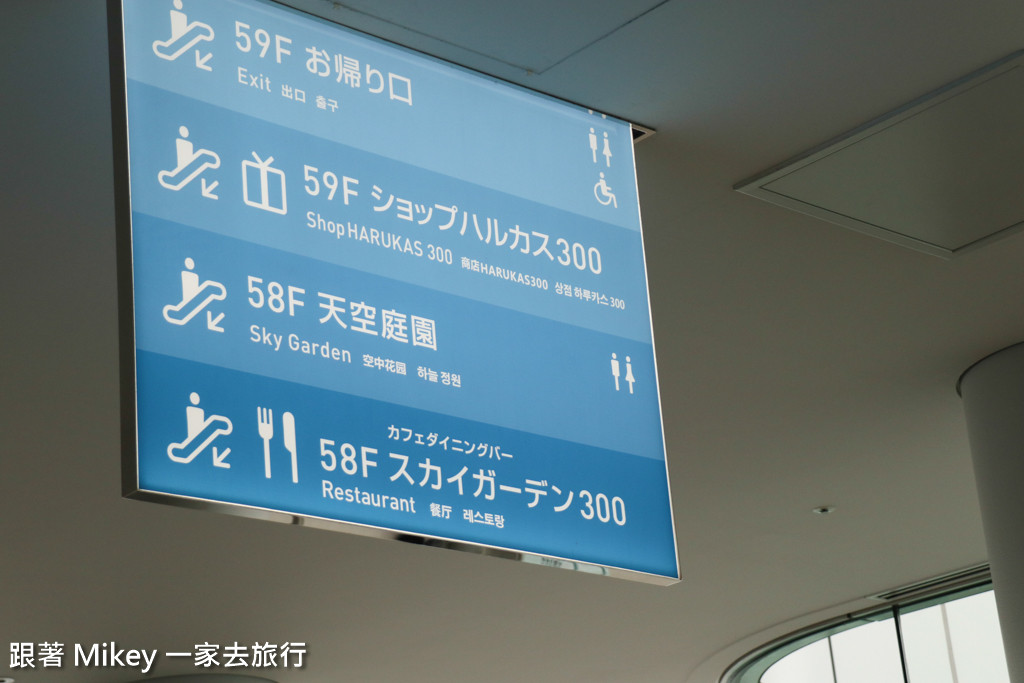 59F お帰り口
Exit 出口 출구
59F ショップハルカス300
ShopHARUKAS 300 商店HARUKAS300 상점 하루카스 300
58F 天空庭園
Sky Garden 空中花园 하늘 정원
カフェダイニングバー
58F スカイガーデン300
Restaurant 餐厅 레스토랑
跟著 Mikey 一家去旅行